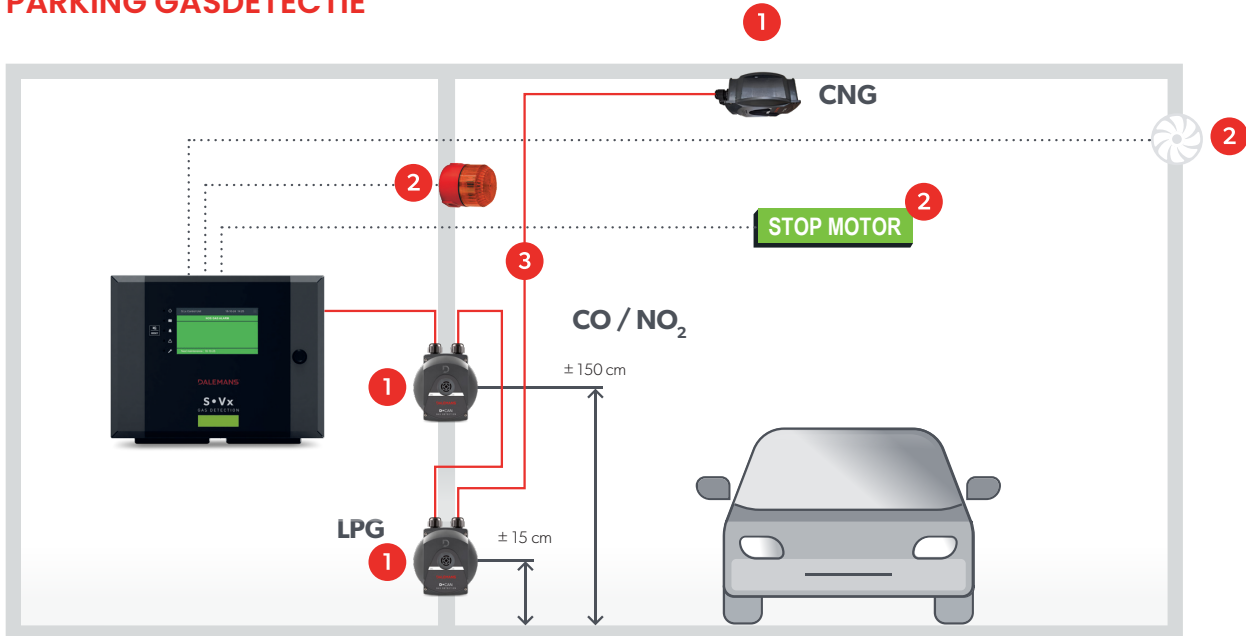 PARKING GASDETECTIE
1
CNG
2
2
2
STOP MOTOR
3
CO / NO₂
± 150 cm
DALEMANS
S•Vx
GAS DETECTION
1
LPG
± 15 cm
1